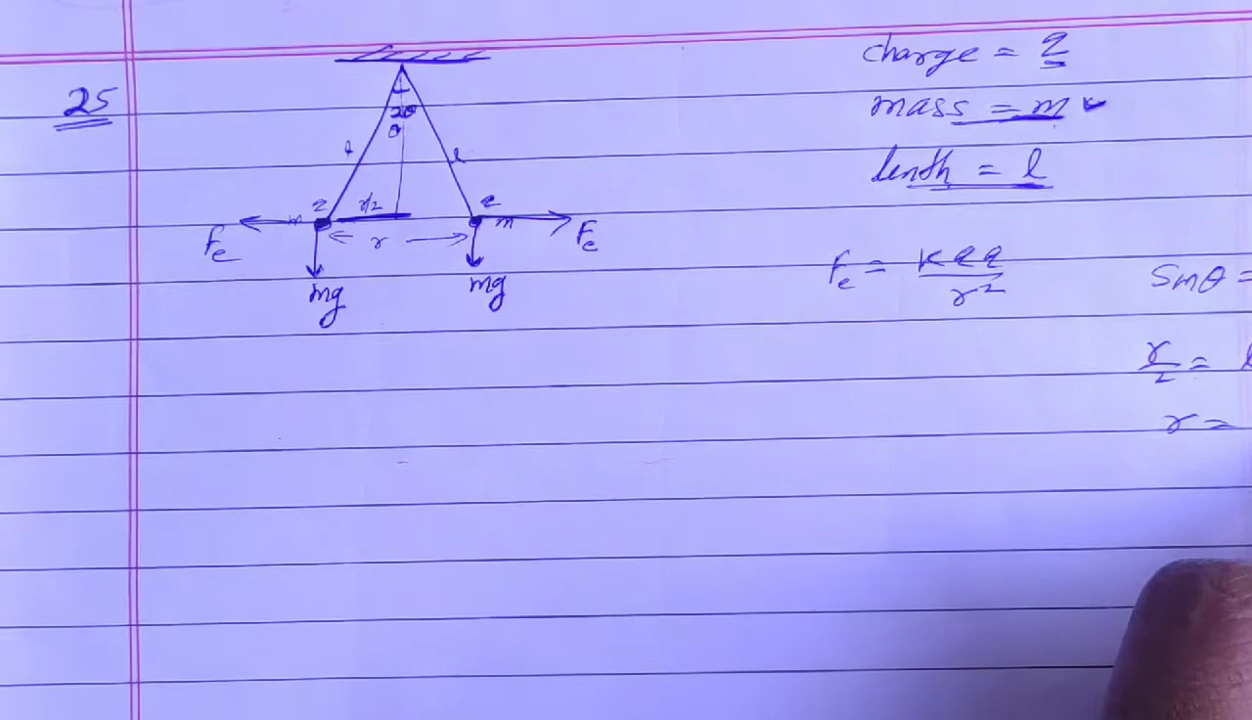 25
charge = q
mass = m
lenth = l
2θ
θ
l
l
q
r/2
q
m
m
Fe
r
Fe
mg
mg
Fe = Kqq/r²
Sinθ =
r/2 = l
r =